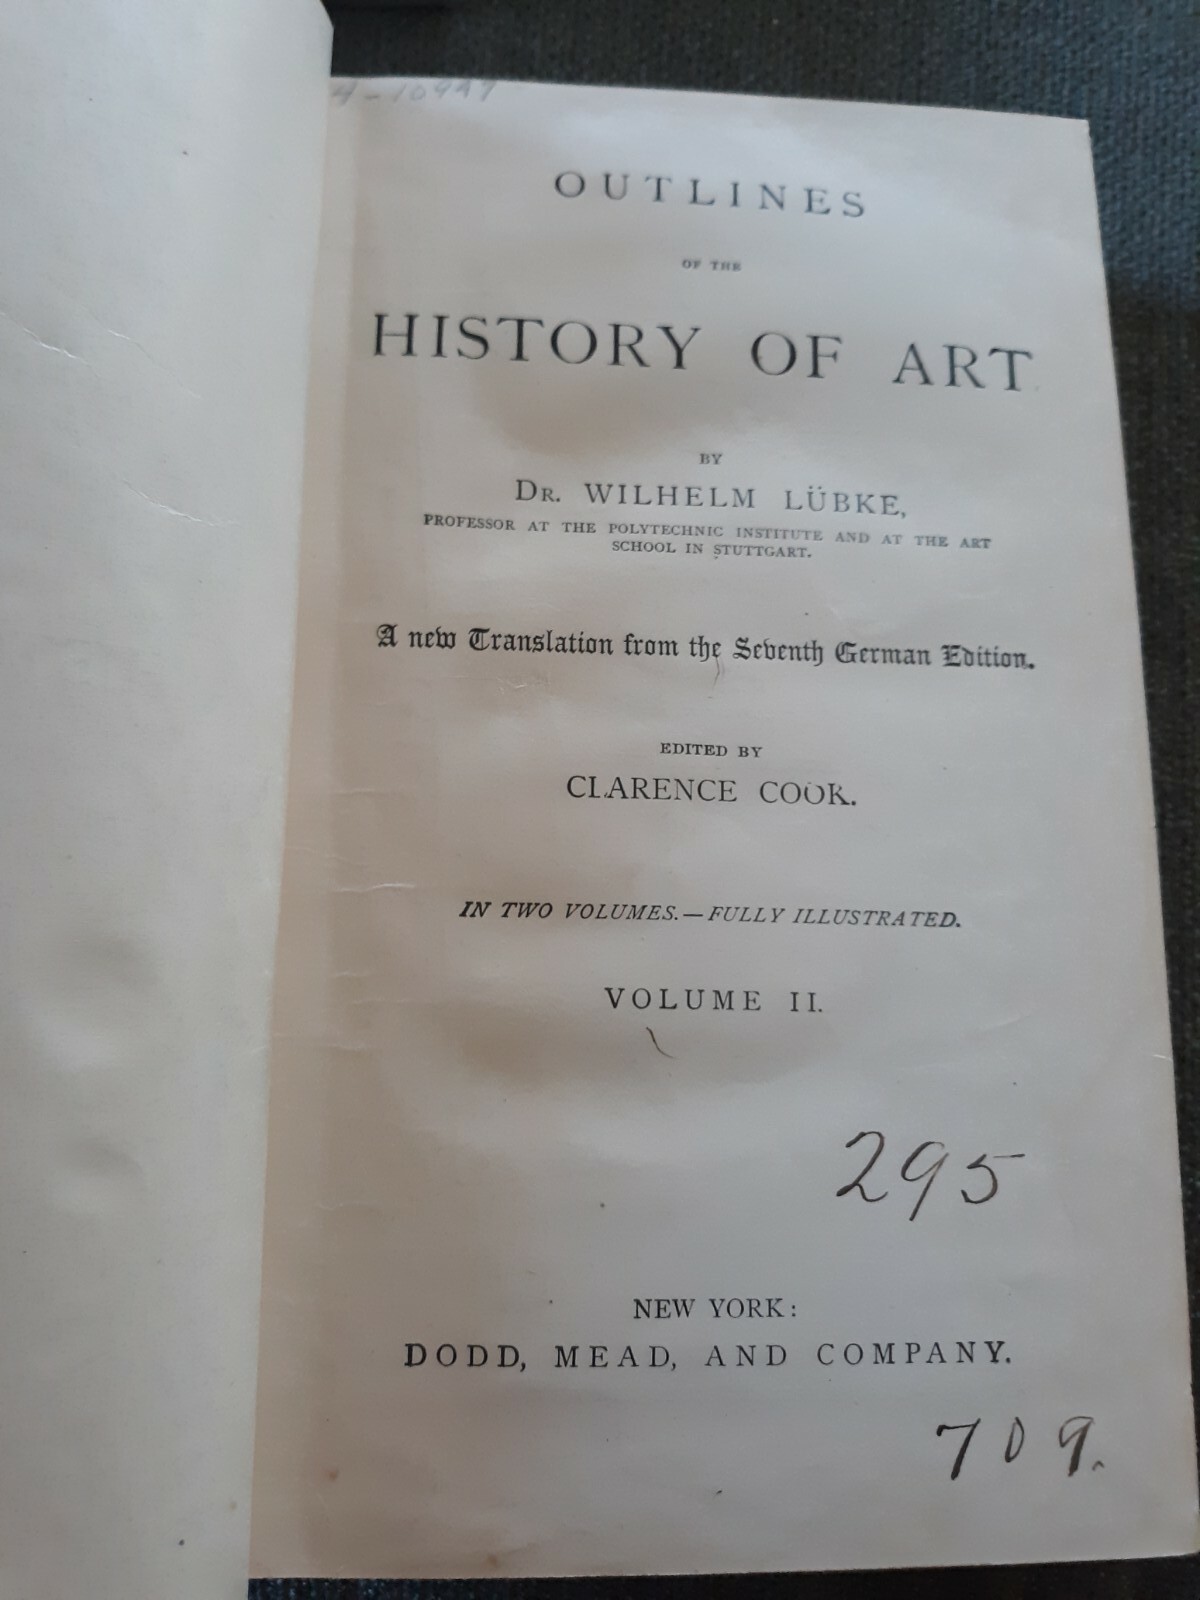 4-10947
OUTLINES
OF THE
HISTORY OF ART
BY
DR. WILHELM LÜBKE,
PROFESSOR AT THE POLYTECHNIC INSTITUTE AND AT THE ART
SCHOOL IN STUTTGART.
A new Translation from the Seventh German Edition.
EDITED BY
CLARENCE COOK.
IN TWO VOLUMES.—FULLY ILLUSTRATED.
VOLUME II.
295
NEW YORK:
DODD, MEAD, AND COMPANY.
709.